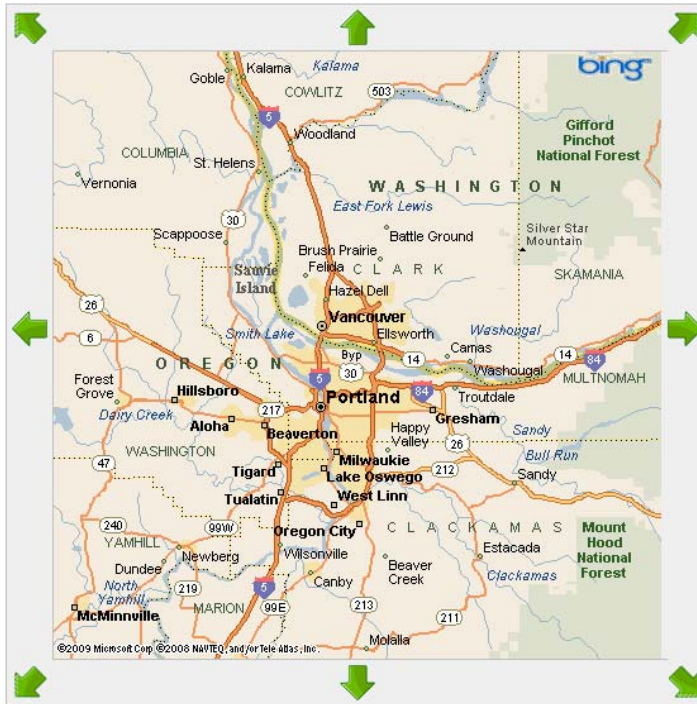 Kalama
Kalama
bing™
Goble
COWLITZ
503
5
Woodland
Gifford
Pinchot
National Forest
COLUMBIA
St. Helens
Vernonia
WASHINGTON
East Fork Lewis
30
Scappoose
Battle Ground
Silver Star
Mountain
Brush Prairie
Felida
CLARK
Sauvie
Island
SKAMANIA
Hazel Dell
26
Vancouver
6
Smith Lake
Ellsworth
Washougal
OREGON
Byp
30
14
Camas
14
84
Washougal
MULTNOMAH
5
Forest
Grove
Hillsboro
84
Troutdale
Portland
Dairy Creek
217
Gresham
Aloha
Beaverton
Happy
Valley
26
Sandy
WASHINGTON
Milwaukie
Bull Run
47
Tigard
Lake Oswego
212
Sandy
Tualatin
West Linn
240
99W
Oregon City
CLACKAMAS
Mount
Hood
National
Forest
YAMHILL
Newberg
Wilsonville
Estacada
Dundee
Beaver
Creek
North
Yamhill
219
5
Canby
Clackamas
McMinnville
MARION
99E
213
211
Molalla
©2009 Microsoft Corp ©2008 NAVTEQ, and/or Tele Atlas, Inc.